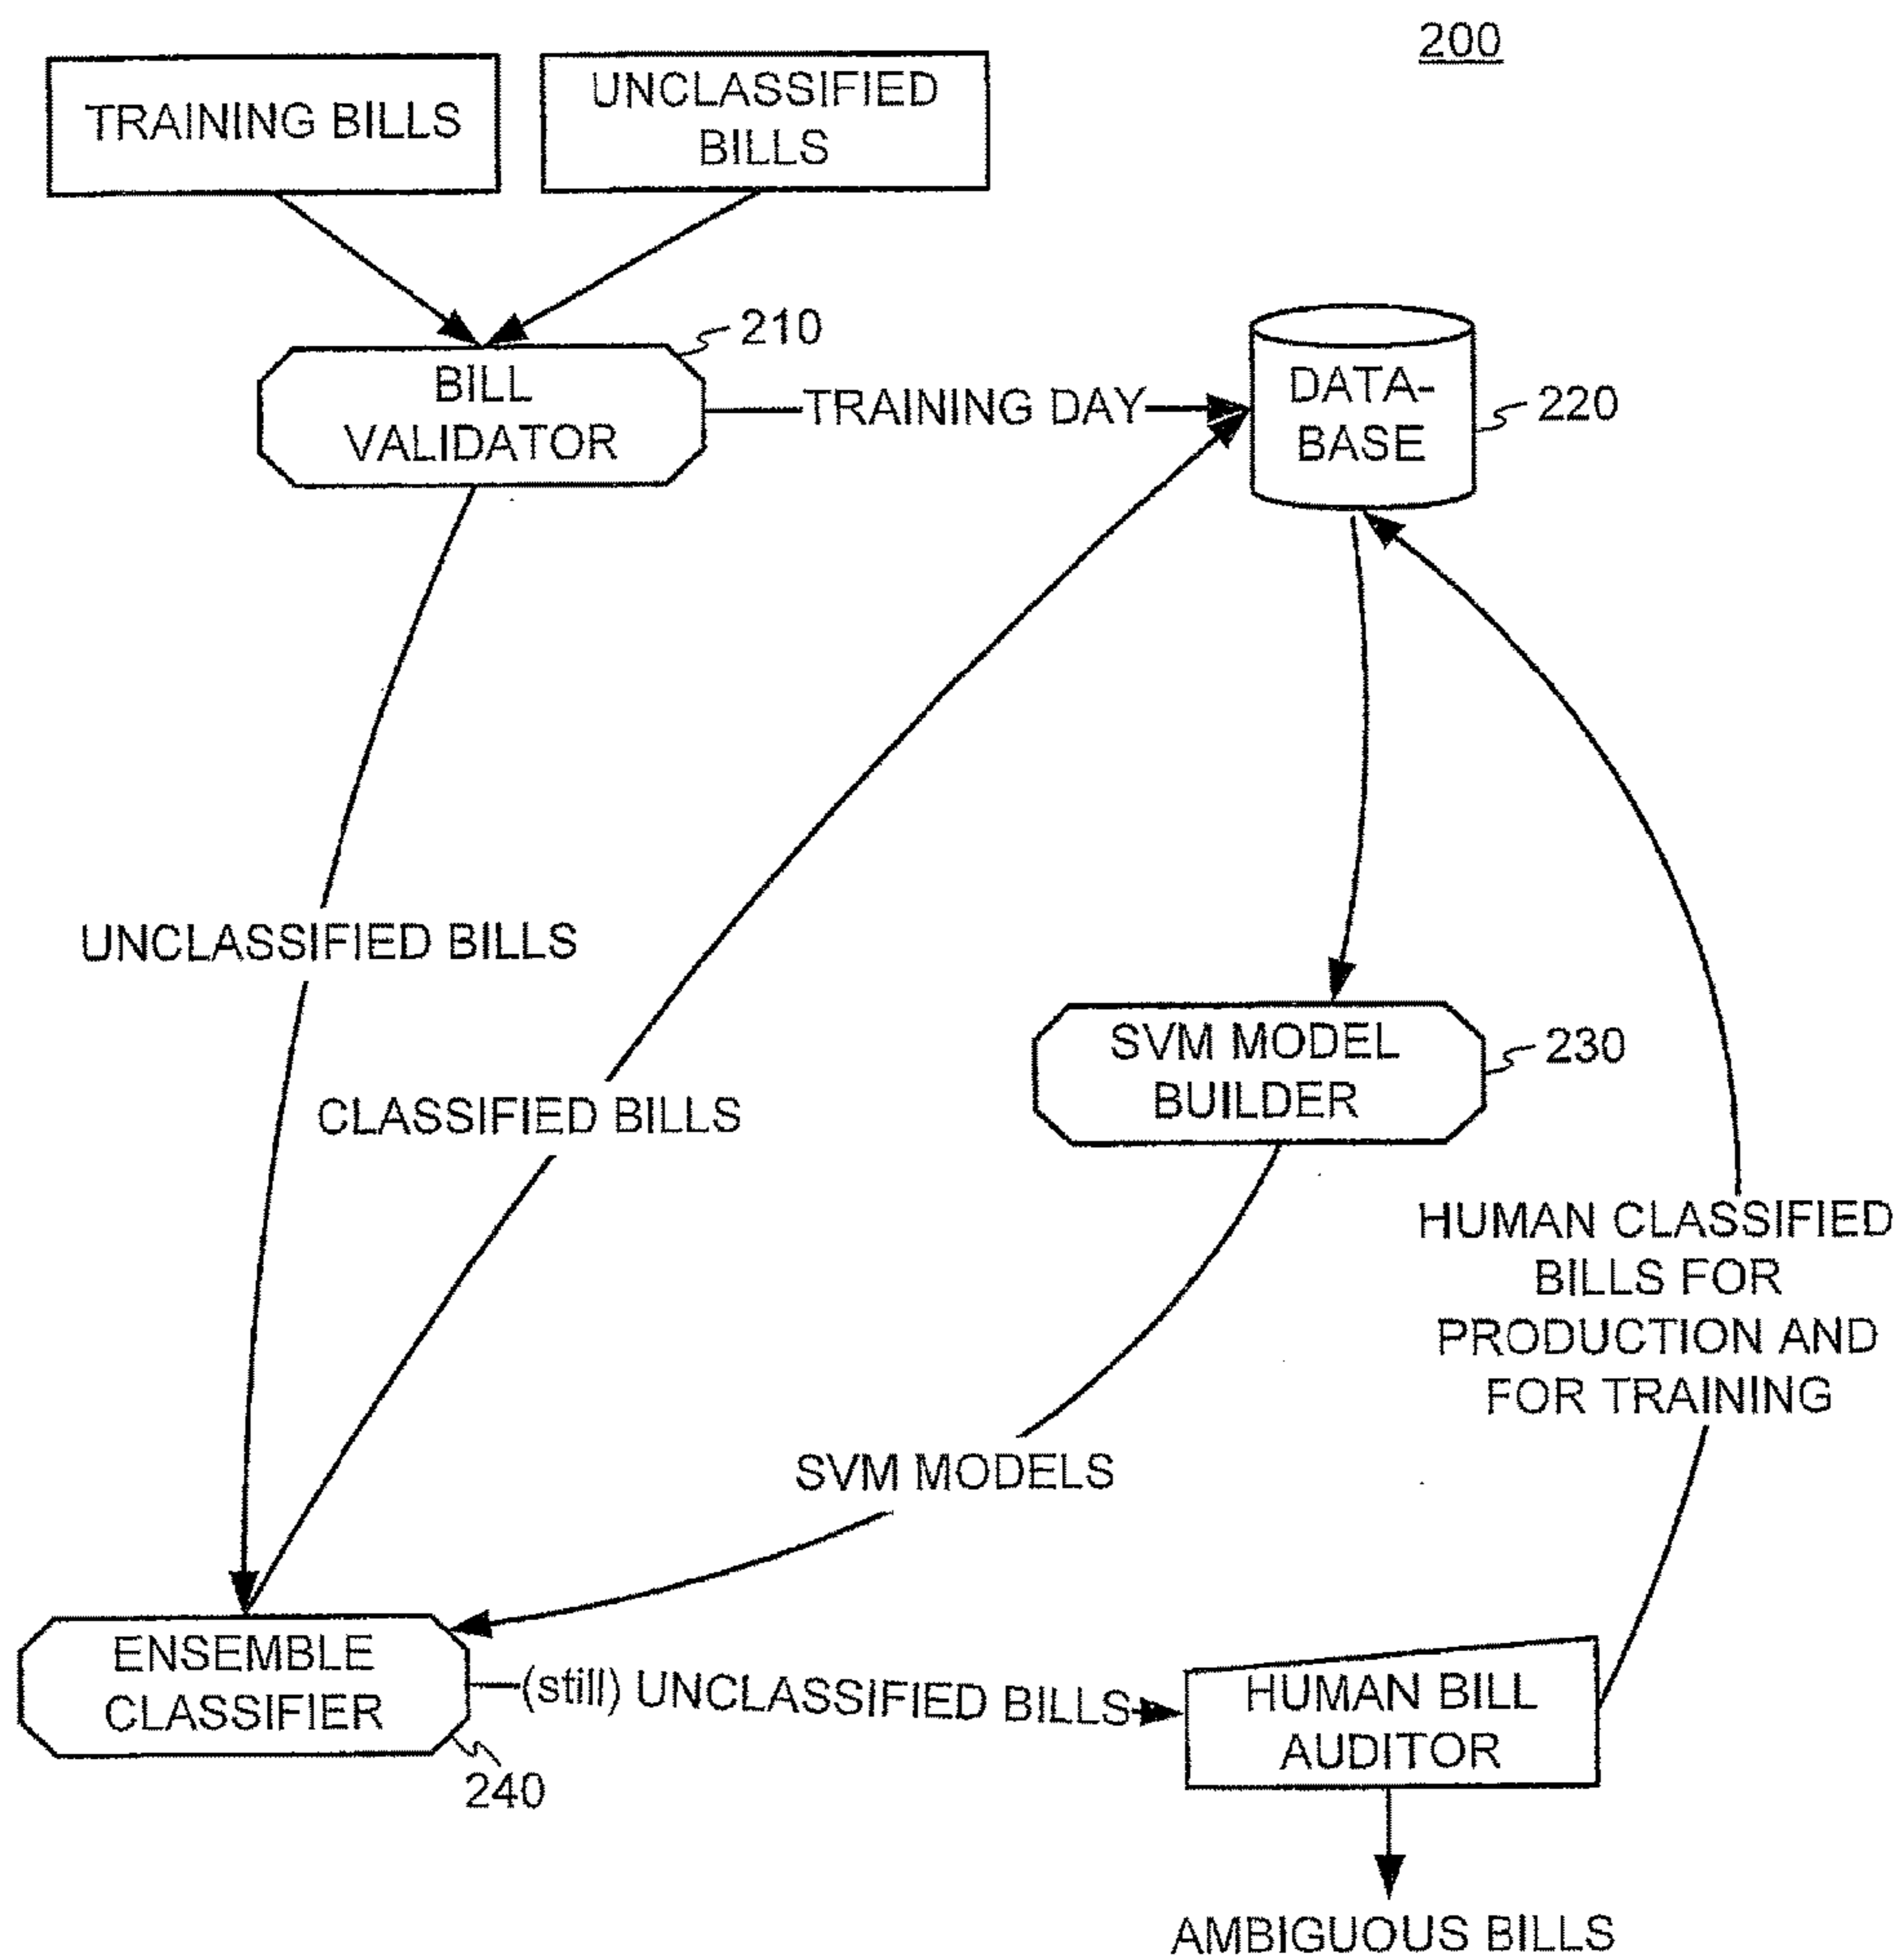 200
TRAINING BILLS
UNCLASSIFIED
BILLS
210
BILL
VALIDATOR
TRAINING DAY
DATA-
BASE
220
UNCLASSIFIED BILLS
CLASSIFIED BILLS
SVM MODEL
BUILDER
230
HUMAN CLASSIFIED
BILLS FOR
PRODUCTION AND
FOR TRAINING
SVM MODELS
ENSEMBLE
CLASSIFIER
240
(still) UNCLASSIFIED BILLS
HUMAN BILL
AUDITOR
AMBIGUOUS BILLS